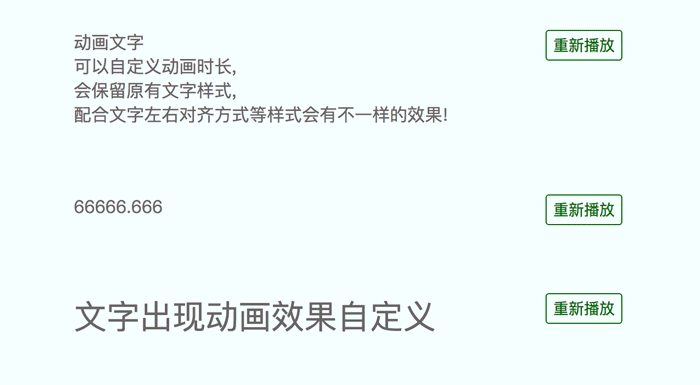 动画文字
重新播放
可以自定义动画时长,
会保留原有文字样式,
配合文字左右对齐方式等样式会有不一样的效果!
66666.666
重新播放
文字出现动画效果自定义
重新播放